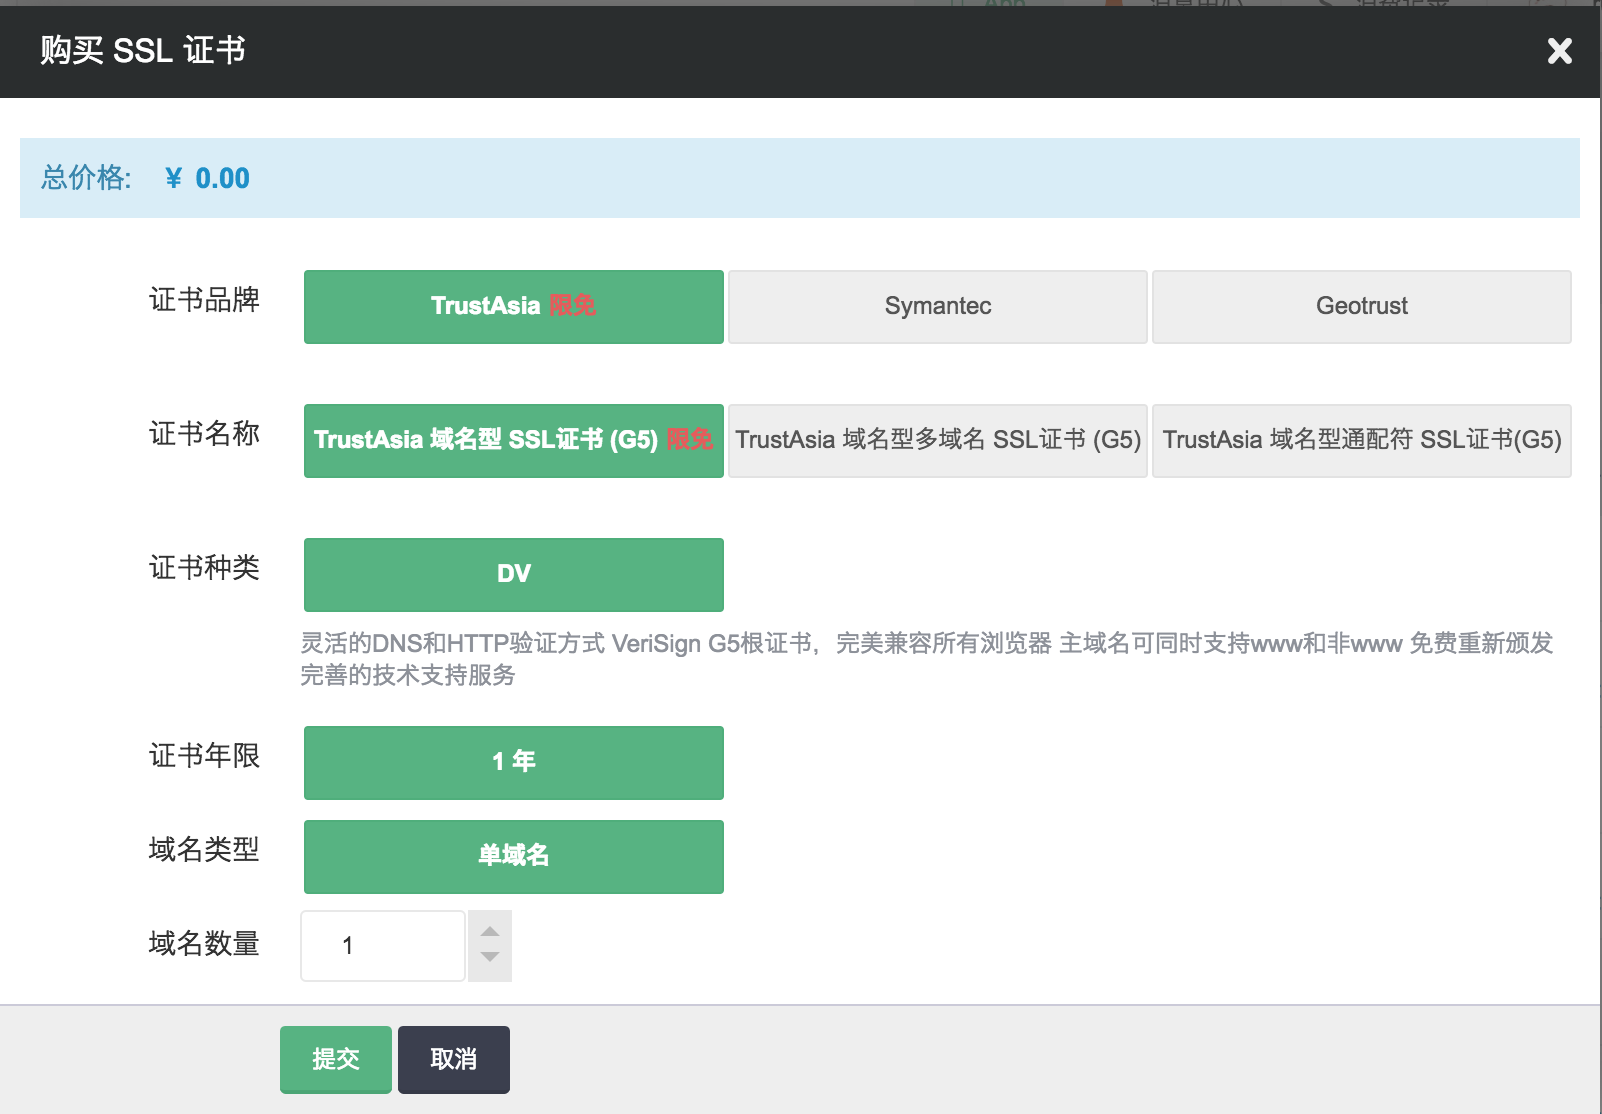 购买 SSL 证书
总价格: ¥ 0.00
证书品牌
TrustAsia 限免
Symantec
Geotrust
证书名称
TrustAsia 域名型 SSL证书 (G5) 限免
TrustAsia 域名型多域名 SSL证书 (G5)
TrustAsia 域名型通配符 SSL证书(G5)
证书种类
DV
灵活的DNS和HTTP验证方式 VeriSign G5根证书，完美兼容所有浏览器 主域名可同时支持www和非www 免费重新颁发
完善的技术支持服务
证书年限
1 年
域名类型
单域名
域名数量
1
提交
取消